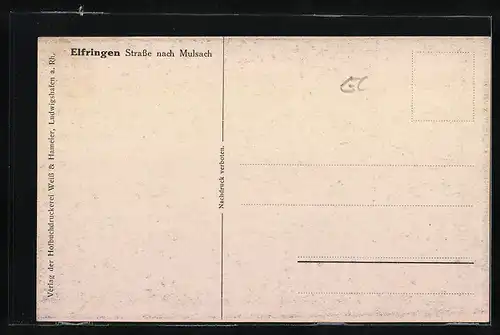 Elfringen Straße nach Mulsach
Verlag der Hofbuchdruckerei Weiß & Hameier, Ludwigshafen a. Rh.
Nachdruck verboten.